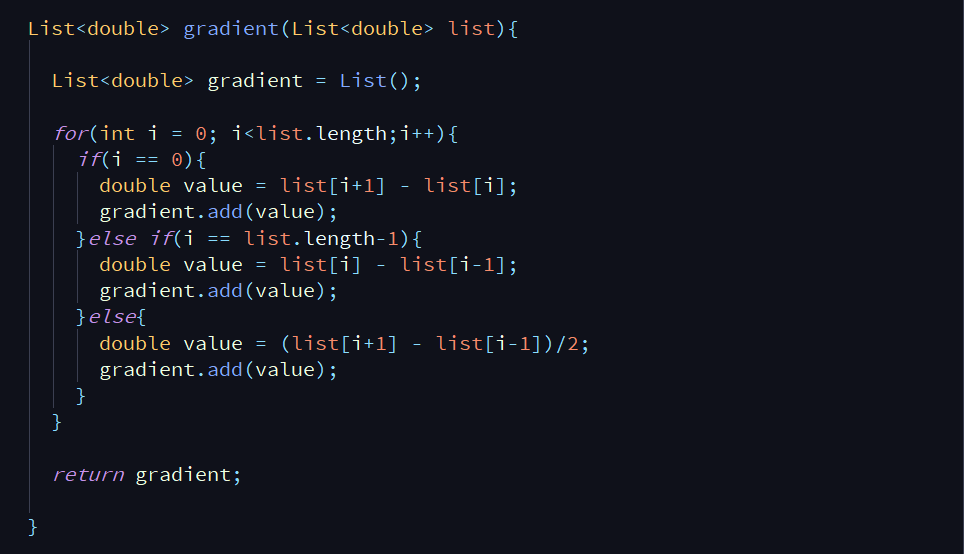 List<double> gradient(List<double> list){
List<double> gradient = List();
for(int i = 0; i<list.length;i++){
if(i == 0){
double value = list[i+1] - list[i];
gradient.add(value);
}else if(i == list.length-1){
double value = list[i] - list[i-1];
gradient.add(value);
}else{
double value = (list[i+1] - list[i-1])/2;
gradient.add(value);
}
}
return gradient;
}